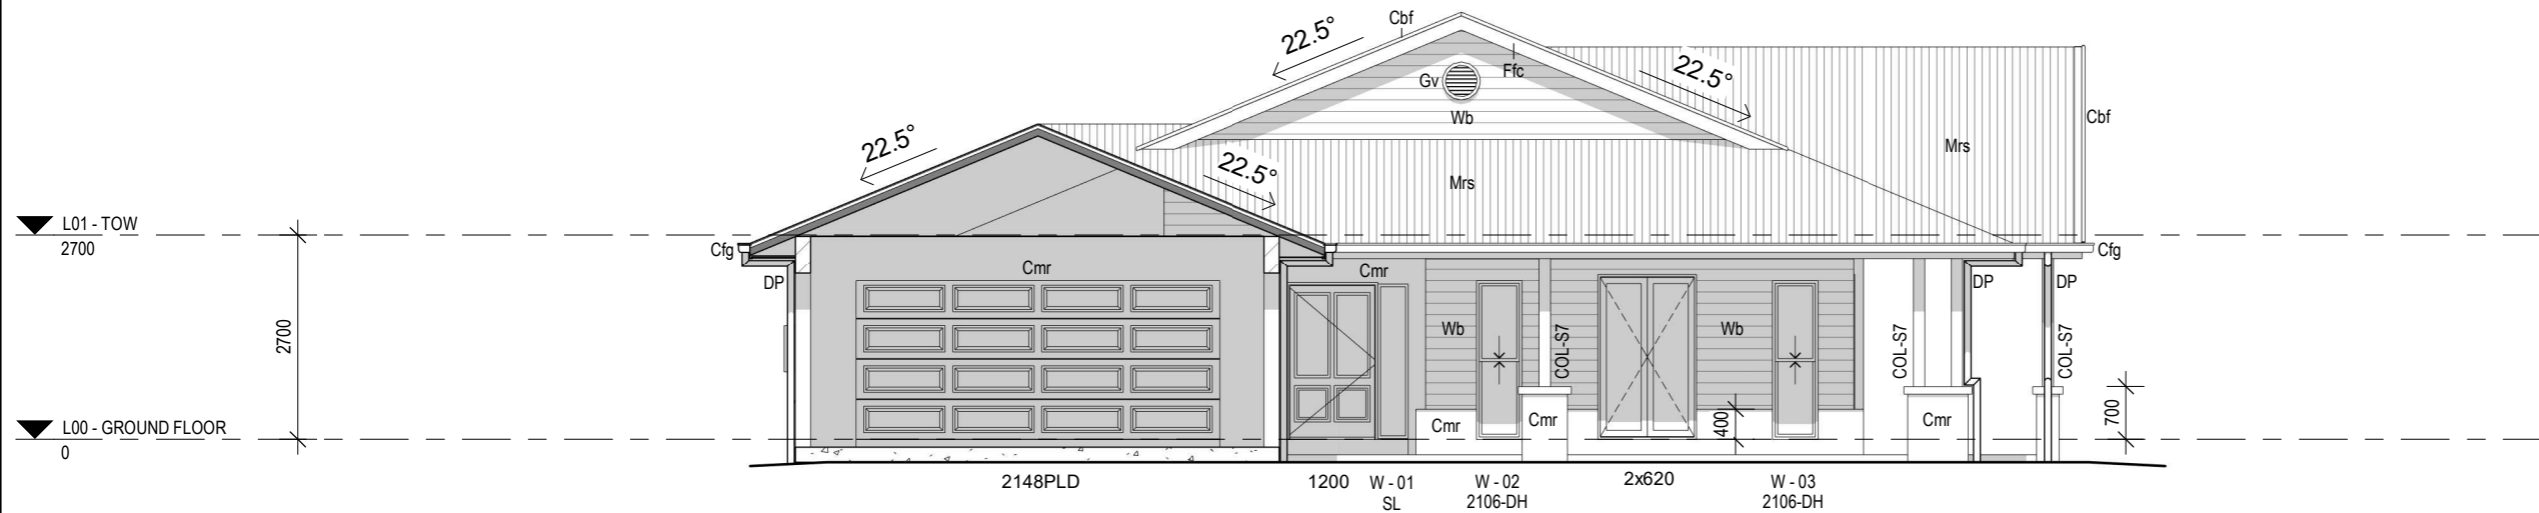 22.5°
Cbf
Ffc
22.5°
Gv
Wb
Cbf
22.5°
22.5°
Mrs
Mrs
L01 - TOW
2700
Cfg
Cfg
DP
Cmr
Cmr
DP
DP
2700
Wb
COL-S7
Wb
COL-S7
COL-S7
L00 - GROUND FLOOR
0
Cmr
Cmr
400
Cmr
700
2148PLD
1200
W - 01
SL
W - 02
2106-DH
2x620
W - 03
2106-DH